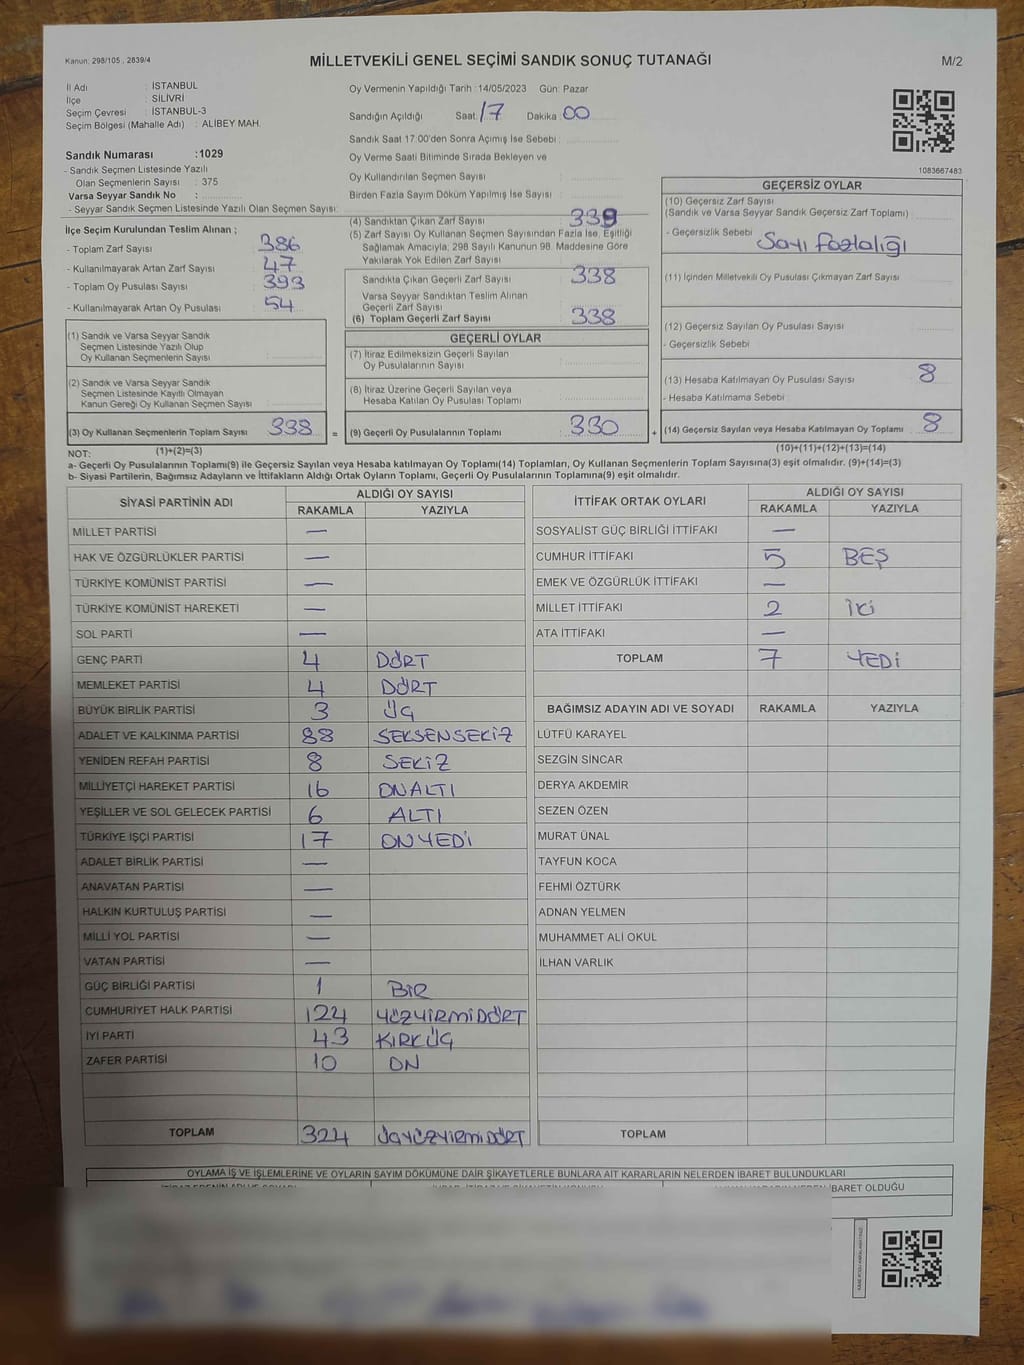 Kanun: 298/105 , 2839/4
MİLLETVEKİLİ GENEL SEÇİMİ SANDIK SONUÇ TUTANAĞI
M/2
İl Adı : İSTANBUL
İlçe : SİLİVRİ
Seçim Çevresi : İSTANBUL-3
Seçim Bölgesi (Mahalle Adı) : ALİBEY MAH.
Sandık Numarası :1029
- Sandık Seçmen Listesinde Yazılı
Olan Seçmenlerin Sayısı : 375
Varsa Seyyar Sandık No :
- Seyyar Sandık Seçmen Listesinde Yazılı Olan Seçmen Sayısı:
Oy Vermenin Yapıldığı Tarih :14/05/2023 Gün: Pazar
Sandığın Açıldığı Saat: 17 Dakika: 00
Sandık Saat 17:00'den Sonra Açımış İse Sebebi :
Oy Verme Saati Bitiminde Sırada Bekleyen ve
Oy Kullandırılan Seçmen Sayısı :
Birden Fazla Sayım Döküm Yapılmış İse Sayısı :
1083667483
İlçe Seçim Kurulundan Teslim Alınan ;
- Toplam Zarf Sayısı : 386
- Kullanılmayarak Artan Zarf Sayısı : 47
- Toplam Oy Pusulası Sayısı : 393
- Kullanılmayarak Artan Oy Pusulası : 54
(1) Sandık ve Varsa Seyyar Sandık
Seçmen Listesinde Yazılı Olup
Oy Kullanan Seçmenlerin Sayısı :
(2) Sandık ve Varsa Seyyar Sandık
Seçmen Listesinde Kayıtlı Olmayan
Kanun Gereği Oy Kullanan Seçmen Sayısı :
(3) Oy Kullanan Seçmenlerin Toplam Sayısı : 338 =
(1)+(2)=(3)
(4) Sandıktan Çıkan Zarf Sayısı : 339
(5) Zarf Sayısı Oy Kullanan Seçmen Sayısından Fazla İse, Eşitliği
Sağlamak Amacıyla, 298 Sayılı Kanunun 98. Maddesine Göre
Yakılarak Yok Edilen Zarf Sayısı :
Sandıkta Çıkan Geçerli Zarf Sayısı : 338
Varsa Seyyar Sandıktan Teslim Alınan
Geçerli Zarf Sayısı :
(6) Toplam Geçerli Zarf Sayısı : 338
GEÇERLİ OYLAR
(7) İtiraz Edilmeksizin Geçerli Sayılan
Oy Pusulalarının Sayısı :
(8) İtiraz Üzerine Geçerli Sayılan veya
Hesaba Katılan Oy Pusulası Toplamı :
(9) Geçerli Oy Pusulalarının Toplamı : 330 +
GEÇERSİZ OYLAR
(10) Geçersiz Zarf Sayısı
(Sandık ve Varsa Seyyar Sandık Geçersiz Zarf Toplamı) :
- Geçersizlik Sebebi : Sayı fazlalığı
(11) İçinden Milletvekili Oy Pusulası Çıkmayan Zarf Sayısı :
(12) Geçersiz Sayılan Oy Pusulası Sayısı :
- Geçersizlik Sebebi :
(13) Hesaba Katılmayan Oy Pusulası Sayısı : 8
- Hesaba Katılmama Sebebi :
(14) Geçersiz Sayılan veya Hesaba Katılmayan Oy Toplamı : 8
(10)+(11)+(12)+(13)=(14)
NOT:
a- Geçerli Oy Pusulalarının Toplamı(9) ile Geçersiz Sayılan veya Hesaba katılmayan Oy Toplamı(14) Toplamları, Oy Kullanan Seçmenlerin Toplam Sayısına(3) eşit olmalıdır. (9)+(14)=(3)
b- Siyasi Partilerin, Bağımsız Adayların ve İttifakların Aldığı Ortak Oyların Toplamı, Geçerli Oy Pusulalarının Toplamına(9) eşit olmalıdır.
SİYASİ PARTİNİN ADI ALDIĞI OY SAYISI
RAKAMLA YAZIYLA
MİLLET PARTİSİ —
HAK VE ÖZGÜRLÜKLER PARTİSİ —
TÜRKİYE KOMÜNİST PARTİSİ —
TÜRKİYE KOMÜNİST HAREKETİ —
SOL PARTİ —
GENÇ PARTİ 4 DÖRT
MEMLEKET PARTİSİ 4 DÖRT
BÜYÜK BİRLİK PARTİSİ 3 ÜÇ
ADALET VE KALKINMA PARTİSİ 88 SEKSENSEKİZ
YENİDEN REFAH PARTİSİ 8 SEKİZ
MİLLİYETÇİ HAREKET PARTİSİ 16 ONALTI
YEŞİLLER VE SOL GELECEK PARTİSİ 6 ALTI
TÜRKİYE İŞÇİ PARTİSİ 17 ONYEDİ
ADALET BİRLİK PARTİSİ —
ANAVATAN PARTİSİ —
HALKIN KURTULUŞ PARTİSİ —
MİLLİ YOL PARTİSİ —
VATAN PARTİSİ —
GÜÇ BİRLİĞİ PARTİSİ 1 BİR
CUMHURİYET HALK PARTİSİ 124 YÜZYİRMİDÖRT
İYİ PARTİ 43 KIRKÜÇ
ZAFER PARTİSİ 10 ON
TOPLAM 324 ÜÇYÜZYİRMİDÖRT
İTTİFAK ORTAK OYLARI ALDIĞI OY SAYISI
RAKAMLA YAZIYLA
SOSYALİST GÜÇ BİRLİĞİ İTTİFAKI —
CUMHUR İTTİFAKI 5 BEŞ
EMEK VE ÖZGÜRLÜK İTTİFAKI —
MİLLET İTTİFAKI 2 İKİ
ATA İTTİFAKI —
TOPLAM 7 YEDİ
BAĞIMSIZ ADAYIN ADI VE SOYADI RAKAMLA YAZIYLA
LÜTFÜ KARAYEL
SEZGİN SİNCAR
DERYA AKDEMİR
SEZEN ÖZEN
MURAT ÜNAL
TAYFUN KOCA
FEHMİ ÖZTÜRK
ADNAN YELMEN
MUHAMMET ALİ OKUL
İLHAN VARLIK
TOPLAM
OYLAMA İŞ VE İŞLEMLERİNE VE OYLARIN SAYIM DÖKÜMÜNE DAİR ŞİKAYETLERLE BUNLARA AİT KARARLARIN NELERDEN İBARET BULUNDUKLARI
İBARET OLDUĞU